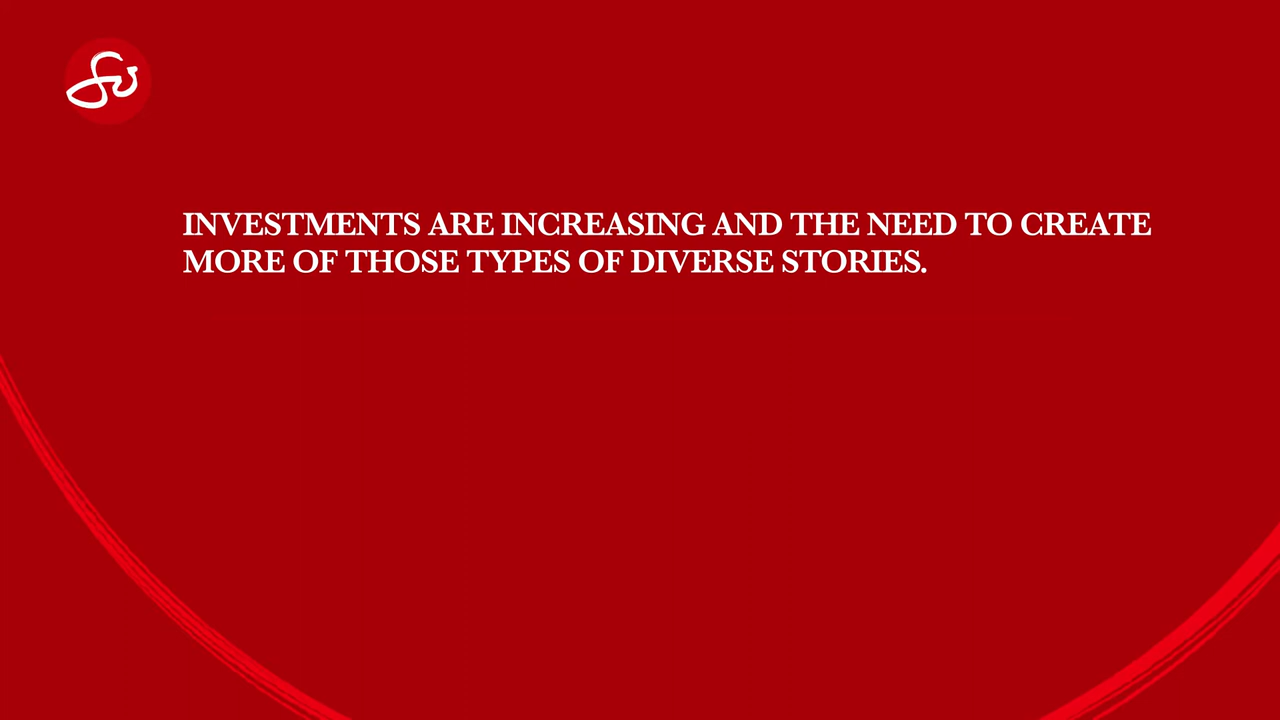 INVESTMENTS ARE INCREASING AND THE NEED TO CREATE
MORE OF THOSE TYPES OF DIVERSE STORIES.